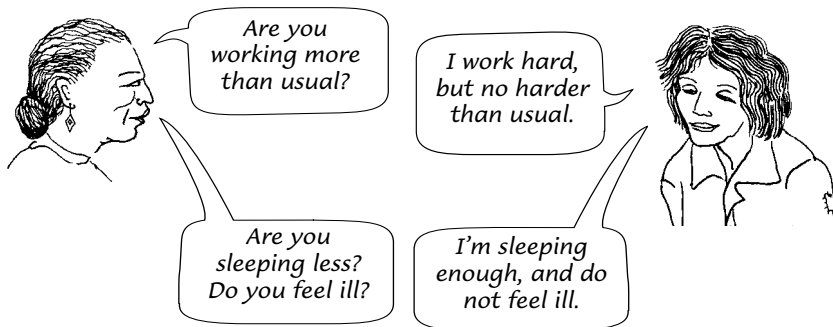 Are you
working more
than usual?
I work hard,
but no harder
than usual.
Are you
sleeping less?
Do you feel ill?
I’m sleeping
enough, and do
not feel ill.